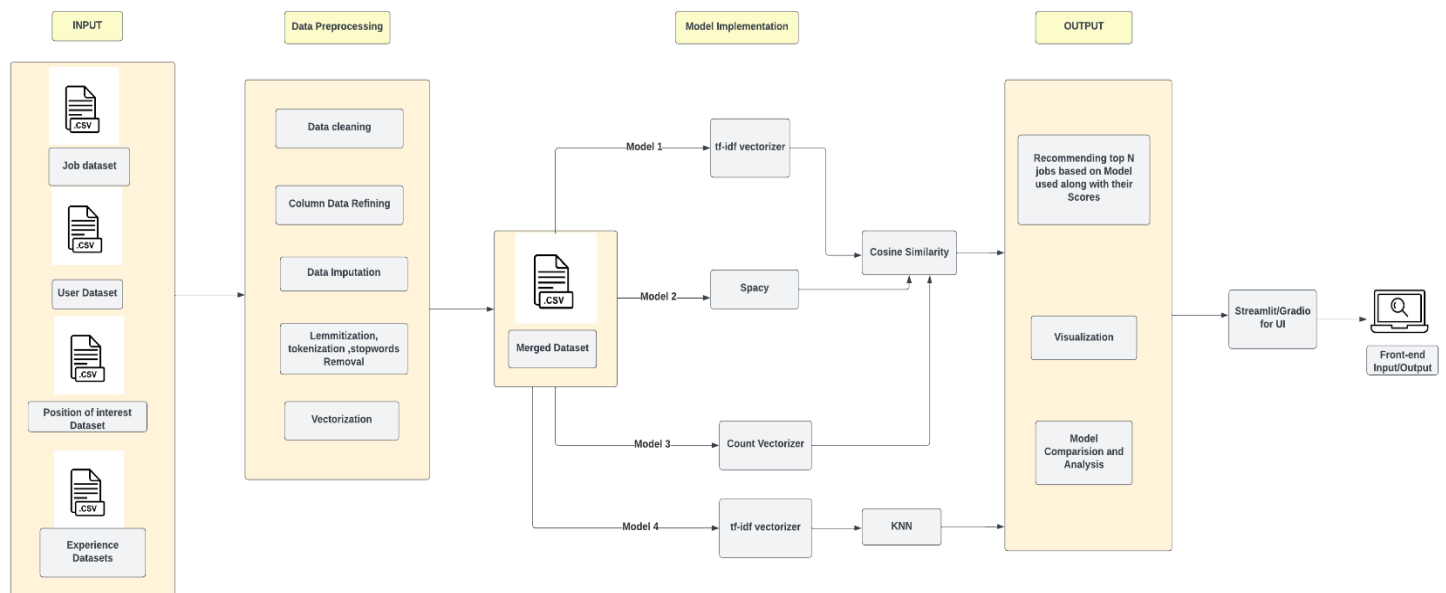 INPUT
Data Preprocessing
Model Implementation
OUTPUT
.CSV
Job dataset
.CSV
User Dataset
.CSV
Position of interest
Dataset
.CSV
Experience
Datasets
Data cleaning
Column Data Refining
Data Imputation
Lemmitization,
tokenization ,stopwords
Removal
Vectorization
.CSV
Merged Dataset
Model 1
tf-idf vectorizer
Model 2
Spacy
Cosine Similarity
Model 3
Count Vectorizer
Model 4
tf-idf vectorizer
KNN
Recommending top N
jobs based on Model
used along with their
Scores
Visualization
Model
Comparision and
Analysis
Streamlit/Gradio
for UI
Front-end
Input/Output